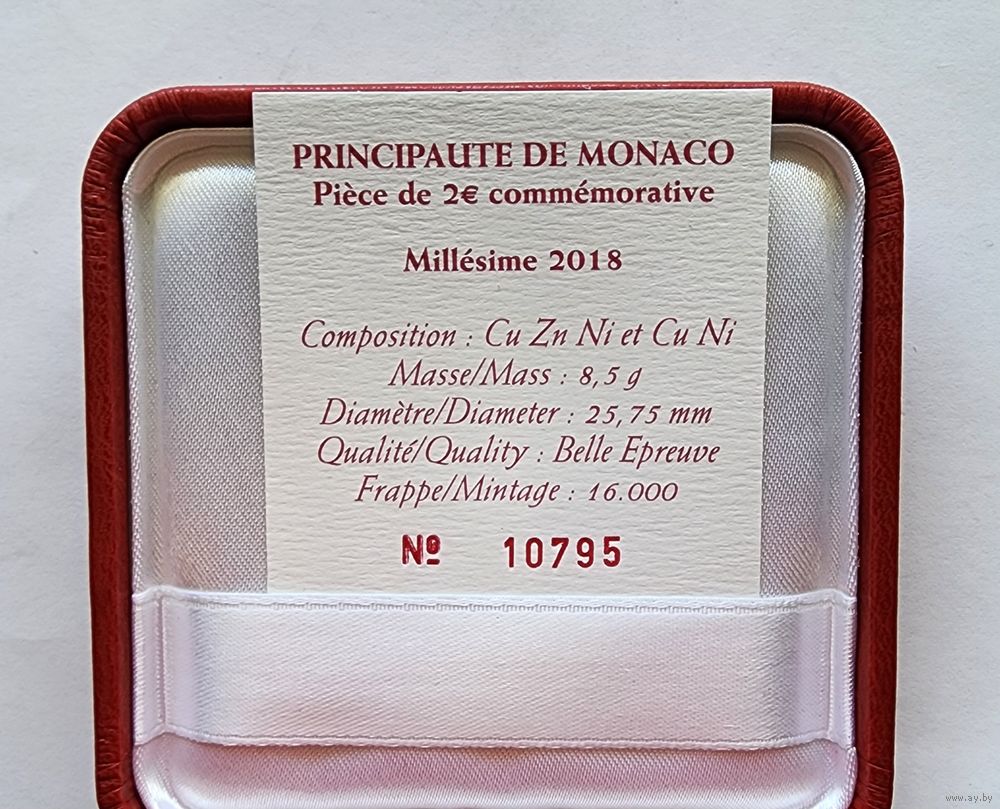 PRINCIPAUTE DE MONACO
Pièce de 2€ commémorative
Millésime 2018
Composition : Cu Zn Ni et Cu Ni
Masse/Mass : 8,5 g
Diamètre/Diameter : 25,75 mm
Qualité/Quality : Belle Epreuve
Frappe/Mintage : 16.000
Nº 10795
www.ay.by